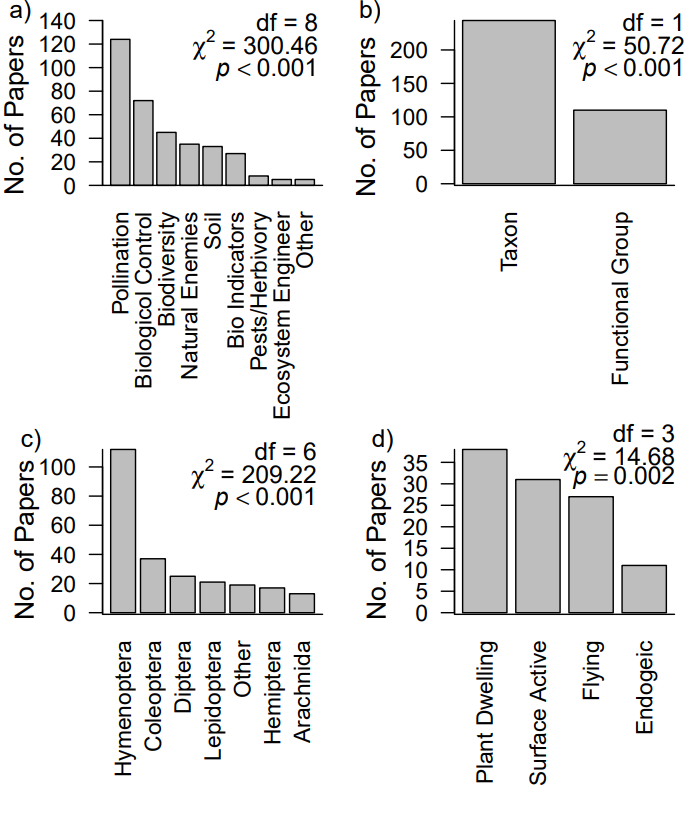 a)
No. of Papers
140
120
100
80
60
40
20
0
df = 8
χ² = 300.46
p < 0.001
Pollination
Biological Control
Biodiversity
Natural Enemies
Soil
Bio Indicators
Pests/Herbivory
Ecosystem Engineer
Other
b)
No. of Papers
200
150
100
50
0
df = 1
χ² = 50.72
p < 0.001
Taxon
Functional Group
c)
No. of Papers
100
80
60
40
20
0
df = 6
χ² = 209.22
p < 0.001
Hymenoptera
Coleoptera
Diptera
Lepidoptera
Other
Hemiptera
Arachnida
d)
No. of Papers
35
30
25
20
15
10
5
0
df = 3
χ² = 14.68
p = 0.002
Plant Dwelling
Surface Active
Flying
Endogeic